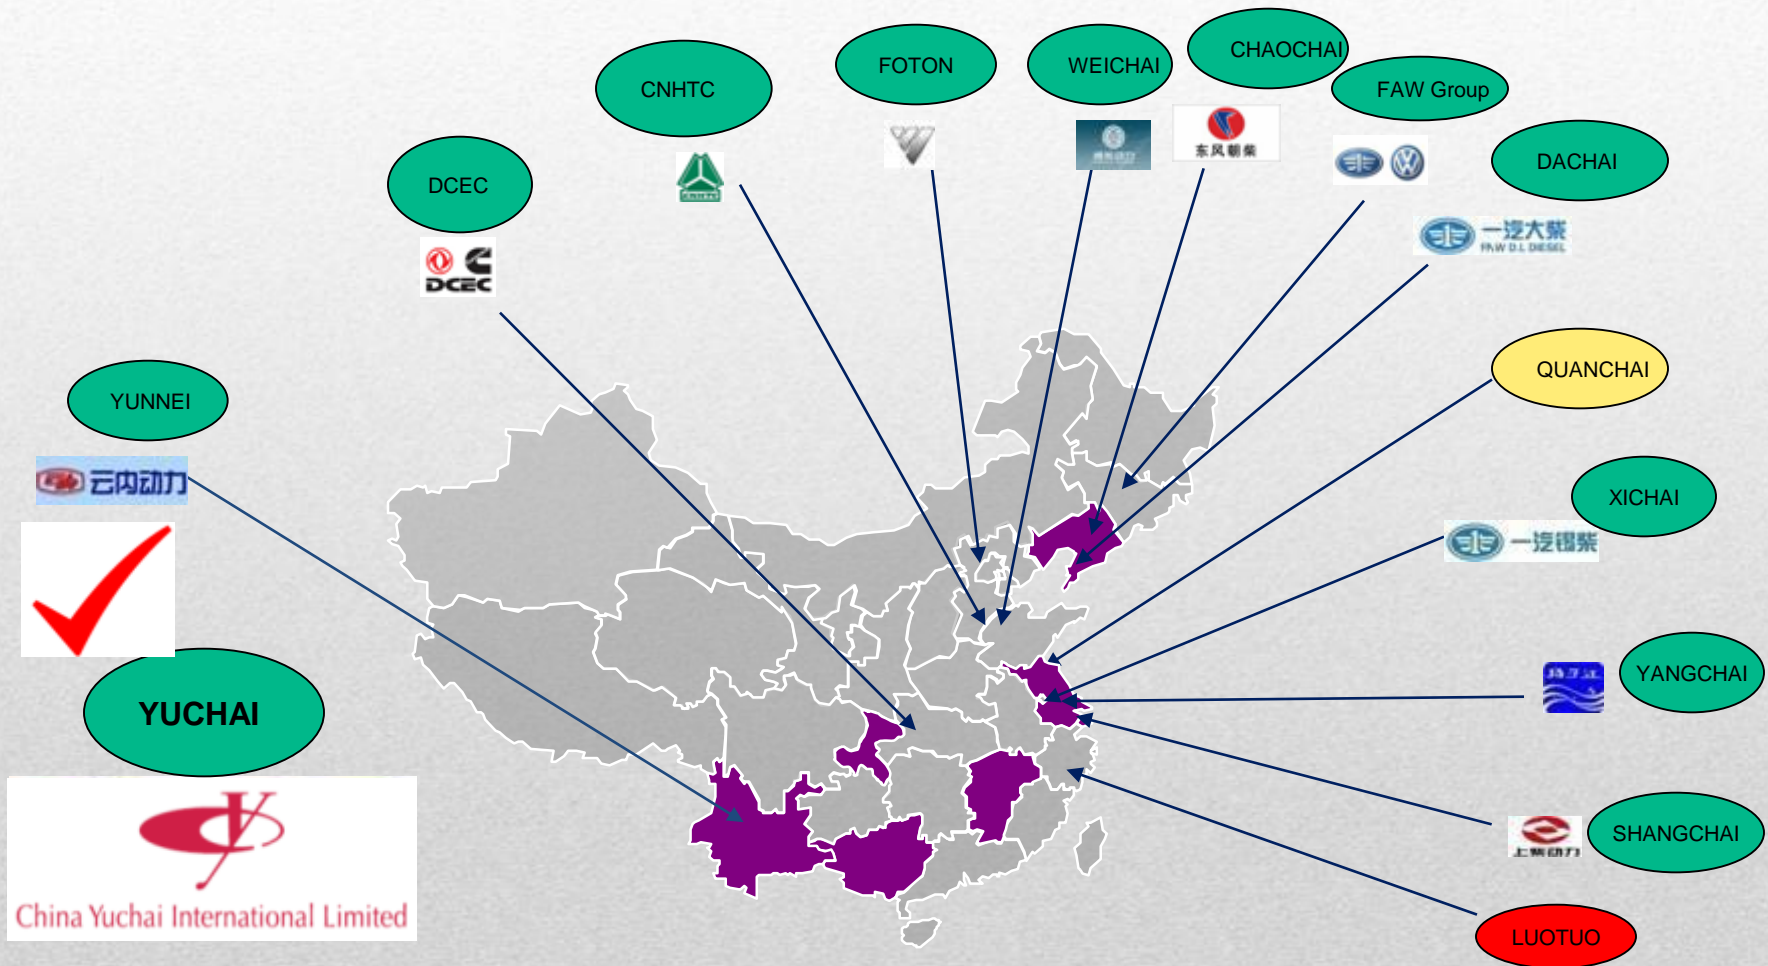 CHAOCHAI
FOTON
WEICHAI
CNHTC
FAW Group
东风朝柴
DACHAI
DCEC
一汽大柴
FAW D.L DIESEL
DCEC
QUANCHAI
YUNNEI
云内动力
XICHAI
一汽锡柴
YANGCHAI
YUCHAI
SHANGCHAI
上柴动力
China Yuchai International Limited
LUOTUO